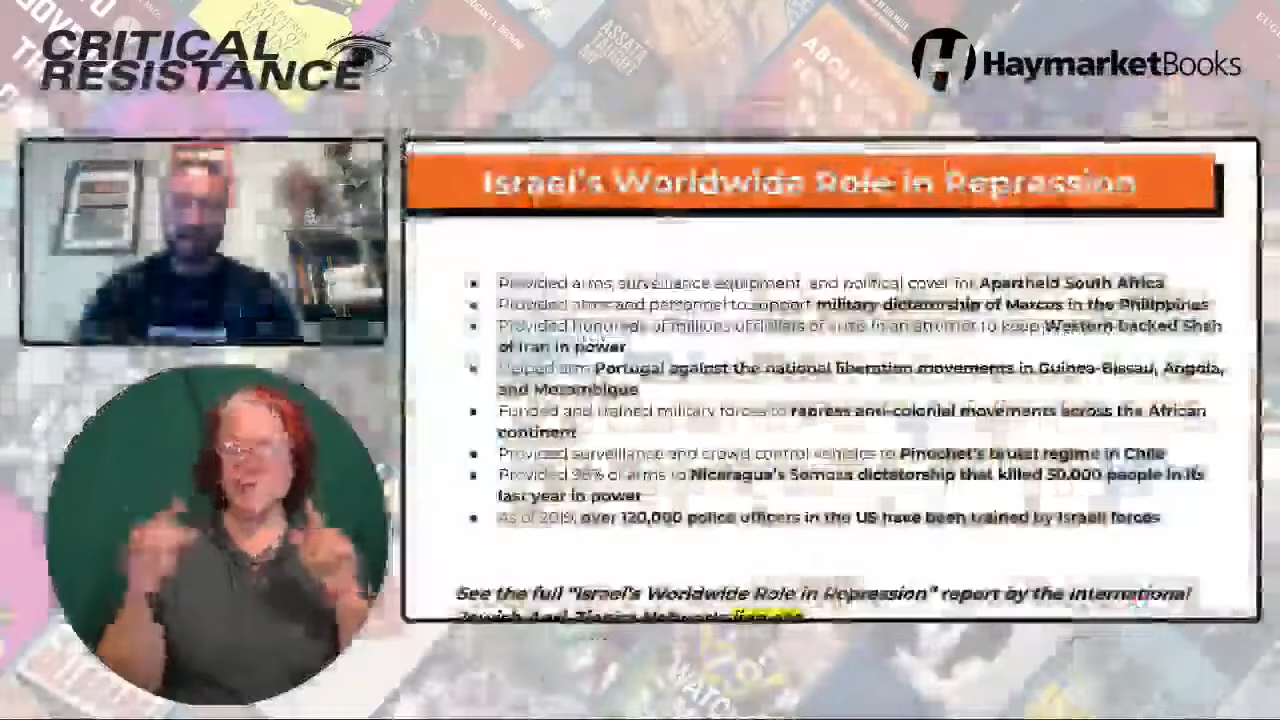 CRITICAL
RESISTANCE
HaymarketBooks
ASSATA
TAUGHT
ME
Israel's Worldwide Role in Repression
• Provided arms, surveillance equipment, and political cover for Apartheid South Africa
• Provided arms and personnel to support military dictatorship of Marcos in the Philippines
• Provided hundreds of millions of dollars of arms in an attempt to keep Western-backed Shah
of Iran in power
• Helped arm Portugal against the national liberation movements in Guinea-Bissau, Angola,
and Mozambique
• Funded and trained military forces to repress anti-colonial movements across the African
continent
• Provided surveillance and crowd control vehicles to Pinochet's brutal regime in Chile
• Provided 98% of arms to Nicaragua's Somoza dictatorship that killed 50,000 people in its
last year in power
• As of 2019, over 120,000 police officers in the US have been trained by Israeli forces
See the full "Israel's Worldwide Role in Repression" report by the International
Jewish Anti-Zionist Network